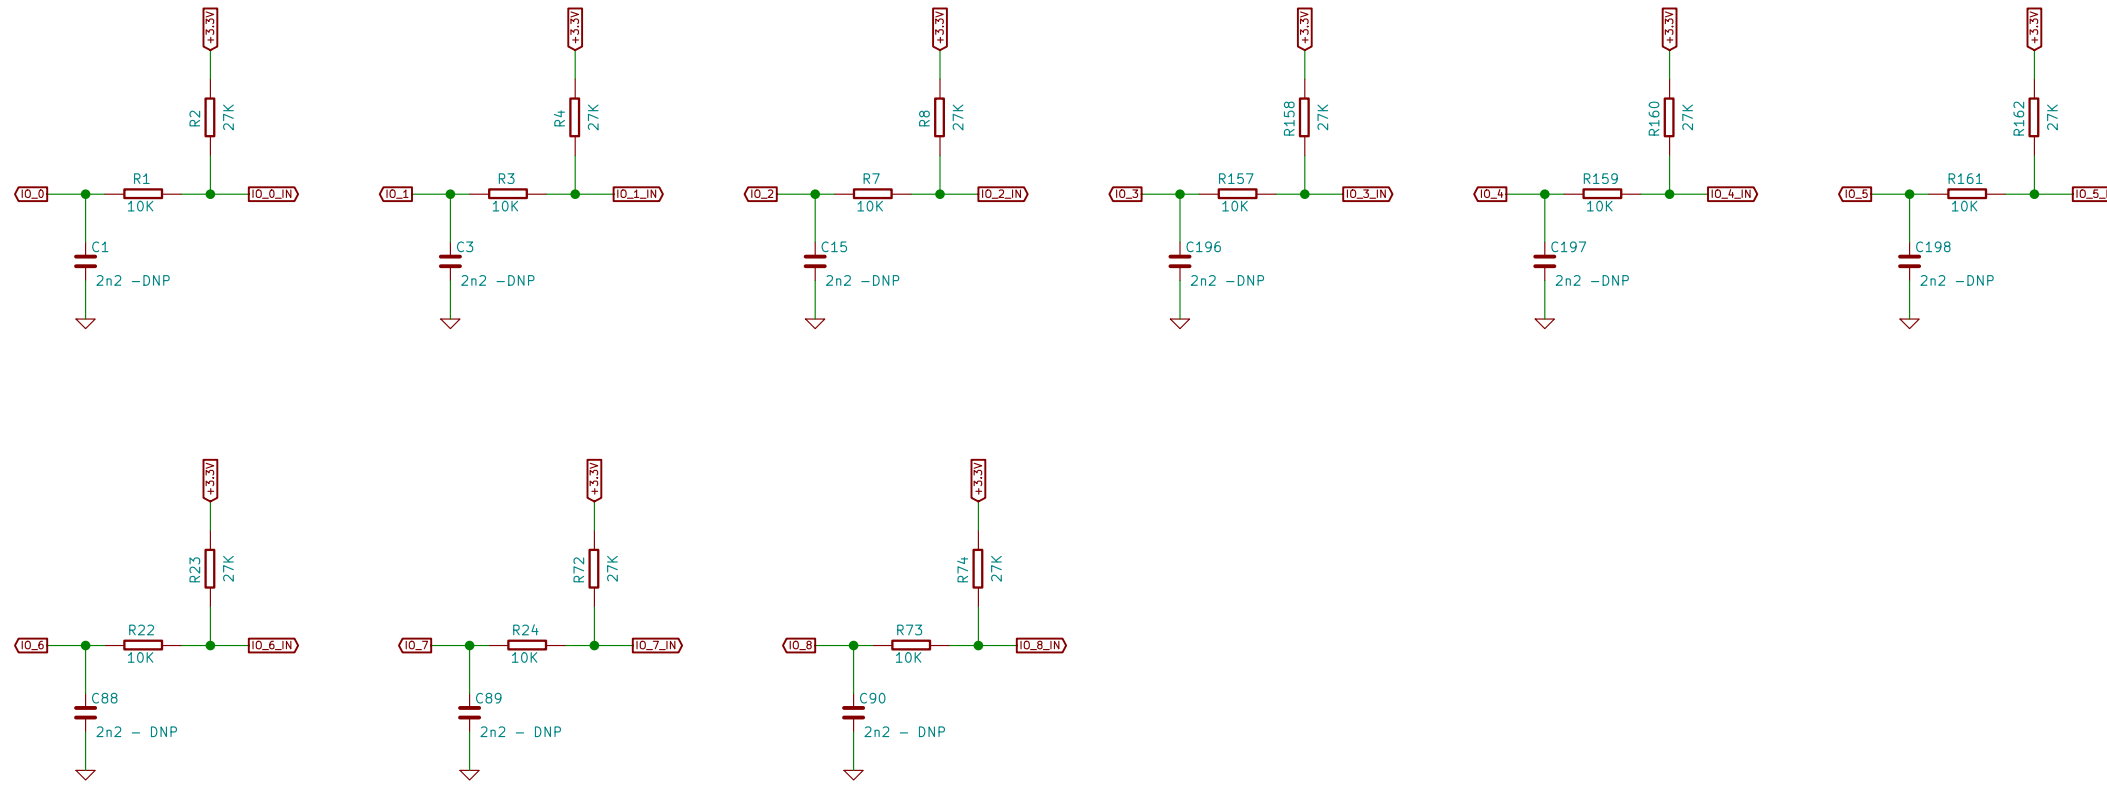 +3.3V
R2
27K
IO_0
R1
10K
IO_0_IN
C1
2n2 -DNP
+3.3V
R4
27K
IO_1
R3
10K
IO_1_IN
C3
2n2 -DNP
+3.3V
R8
27K
IO_2
R7
10K
IO_2_IN
C15
2n2 -DNP
+3.3V
R158
27K
IO_3
R157
10K
IO_3_IN
C196
2n2 -DNP
+3.3V
R160
27K
IO_4
R159
10K
IO_4_IN
C197
2n2 -DNP
+3.3V
R162
27K
IO_5
R161
10K
IO_5_I
C198
2n2 -DNP
+3.3V
R23
27K
IO_6
R22
10K
IO_6_IN
C88
2n2 - DNP
+3.3V
R72
27K
IO_7
R24
10K
IO_7_IN
C89
2n2 - DNP
+3.3V
R74
27K
IO_8
R73
10K
IO_8_IN
C90
2n2 - DNP